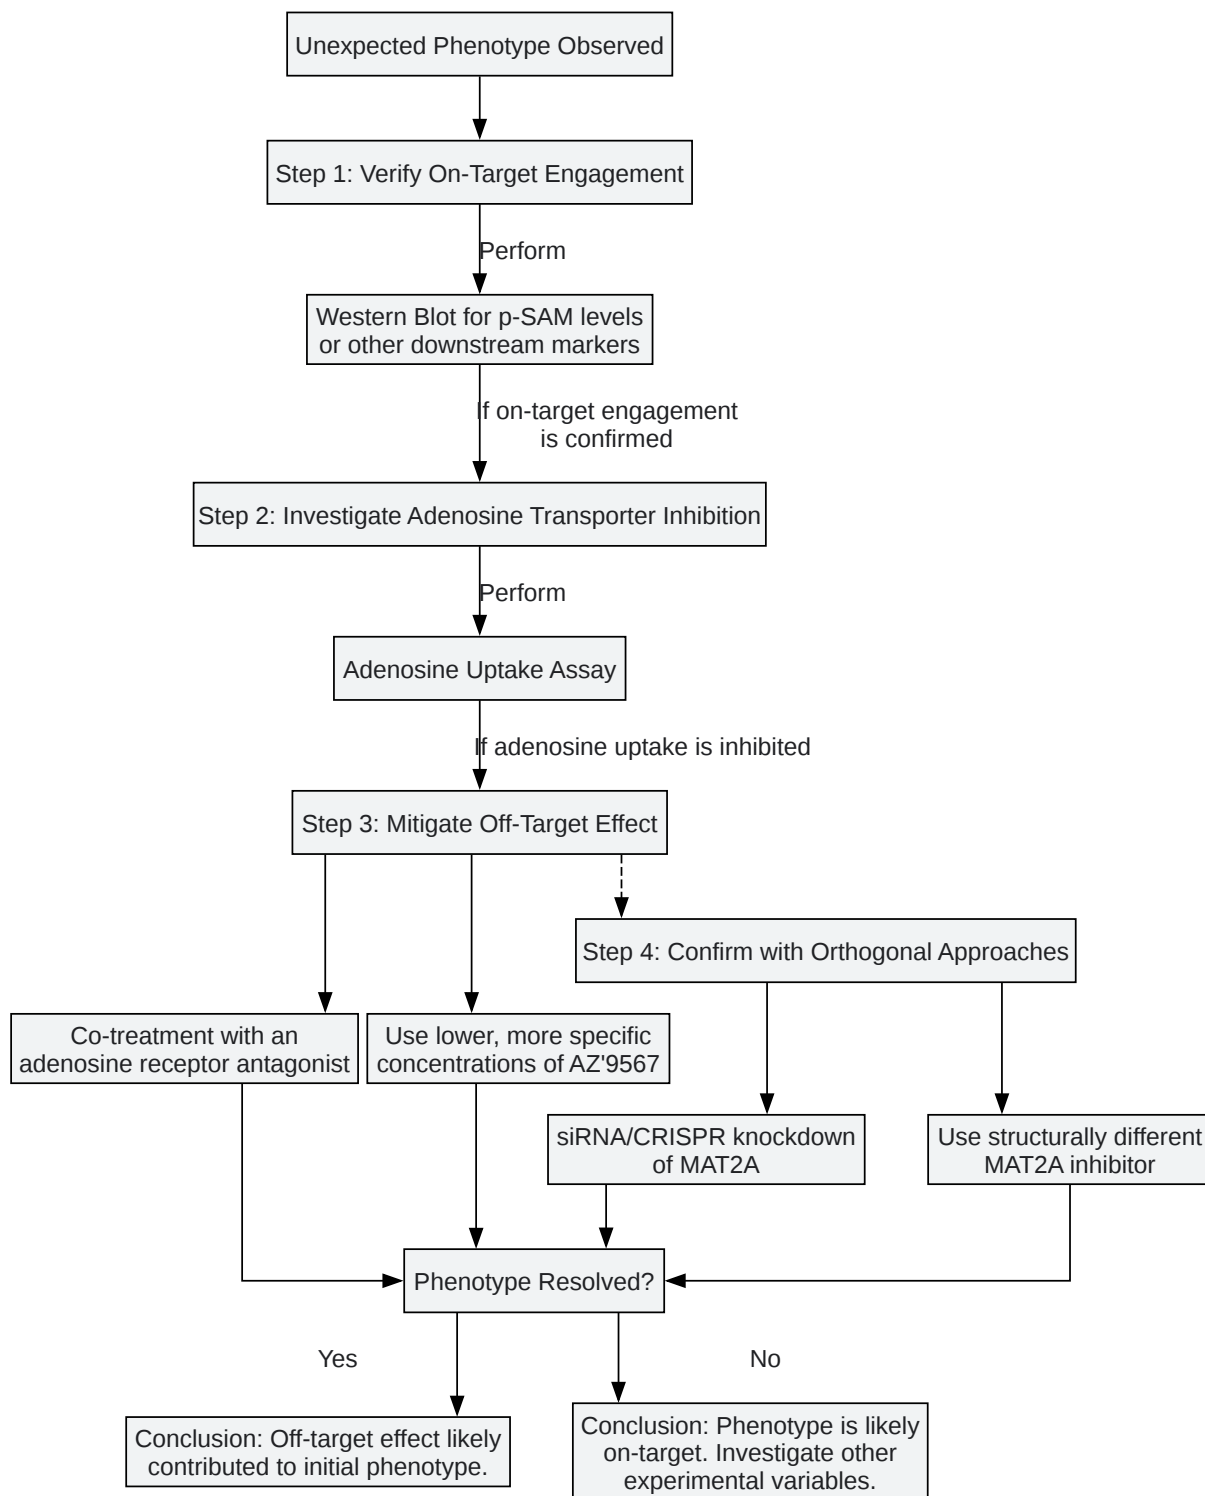 Unexpected Phenotype Observed
Step 1: Verify On-Target Engagement
Perform
Western Blot for p-SAM levels
or other downstream markers
If on-target engagement
is confirmed
Step 2: Investigate Adenosine Transporter Inhibition
Perform
Adenosine Uptake Assay
If adenosine uptake is inhibited
Step 3: Mitigate Off-Target Effect
Step 4: Confirm with Orthogonal Approaches
Co-treatment with an
adenosine receptor antagonist
Use lower, more specific
concentrations of AZ'9567
siRNA/CRISPR knockdown
of MAT2A
Use structurally different
MAT2A inhibitor
Phenotype Resolved?
Yes
No
Conclusion: Off-target effect likely
contributed to initial phenotype.
Conclusion: Phenotype is likely
on-target. Investigate other
experimental variables.